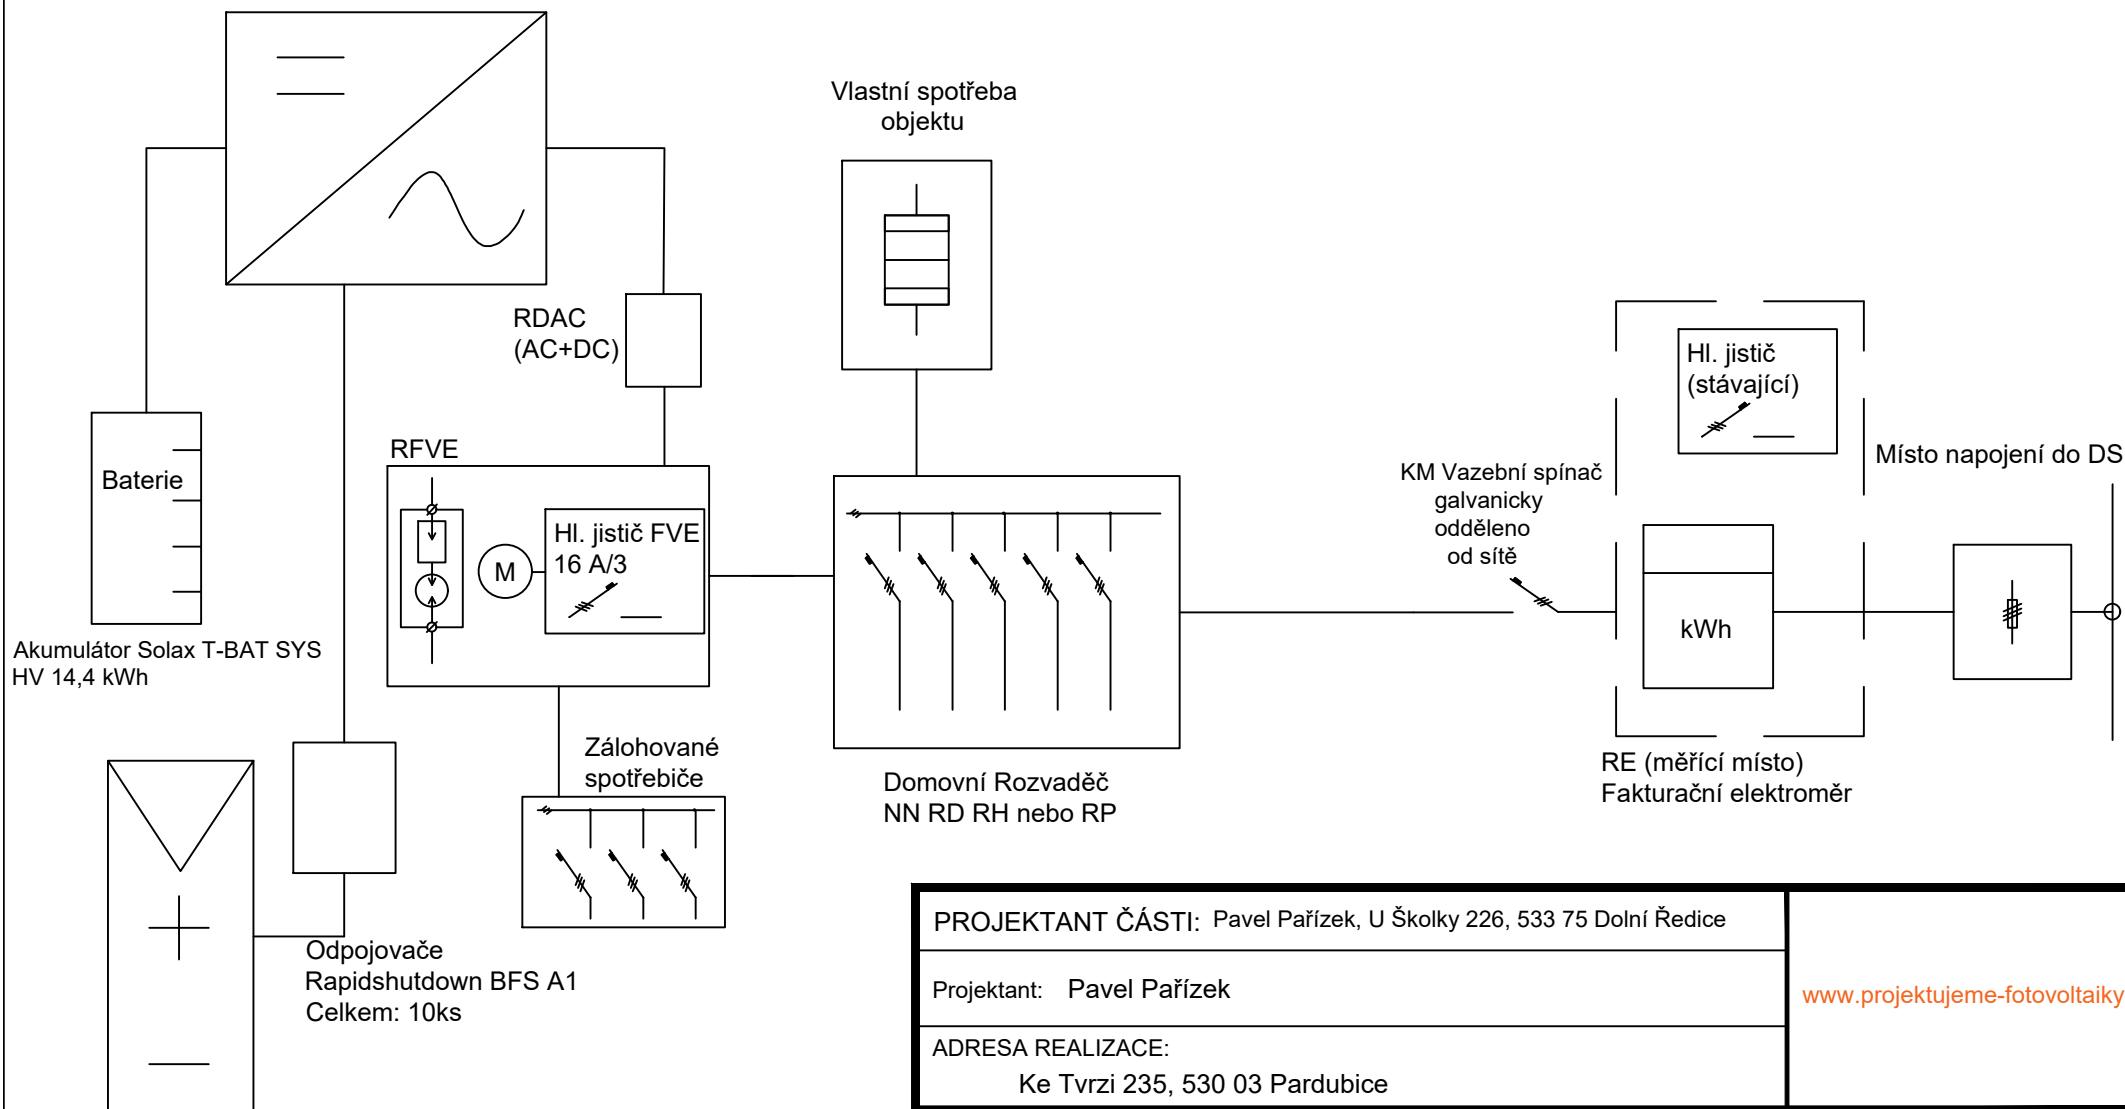 Vlastní spotřeba
objektu
RDAC
(AC+DC)
Baterie
Akumulátor Solax T-BAT SYS
HV 14,4 kWh
RFVE
M
Hl. jistič FVE
16 A/3
Zálohované
spotřebiče
Odpojovače
Rapidshutdown BFS A1
Celkem: 10ks
Domovní Rozvaděč
NN RD RH nebo RP
KM Vazební spínač
galvanicky
odděleno
od sítě
Hl. jistič
(stávající)
Místo napojení do DS
kWh
RE (měřící místo)
Fakturační elektroměr
PROJEKTANT ČÁSTI: Pavel Pařízek, U Školky 226, 533 75 Dolní Ředice
Projektant: Pavel Pařízek
ADRESA REALIZACE:
Ke Tvrzi 235, 530 03 Pardubice
www.projektujeme-fotovoltaiky